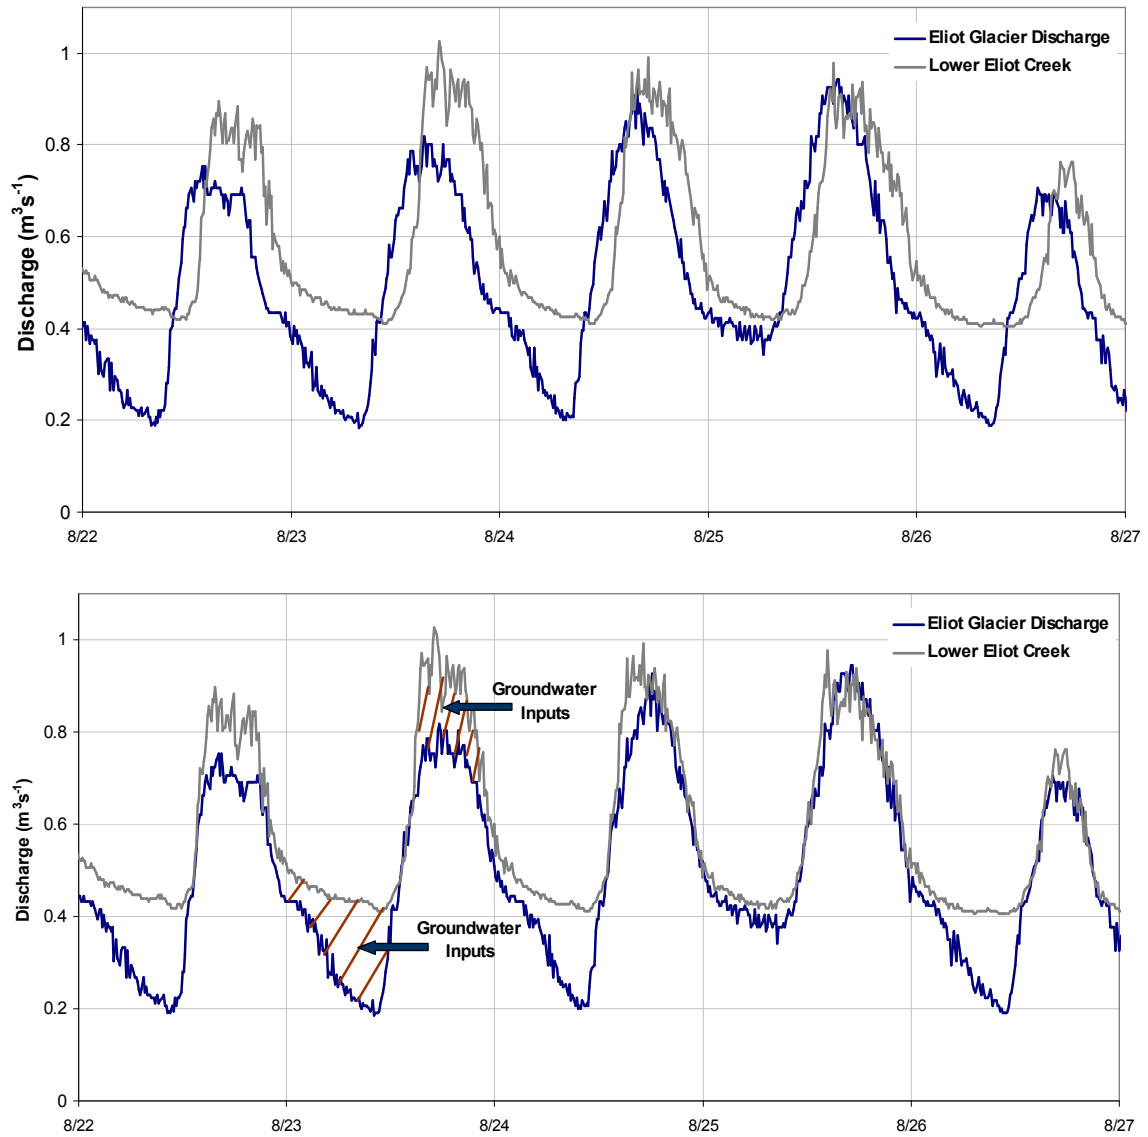 Eliot Glacier Discharge
Lower Eliot Creek
Discharge (m³s⁻¹)
1
0.8
0.6
0.4
0.2
0
8/22 8/23 8/24 8/25 8/26 8/27
Eliot Glacier Discharge
Lower Eliot Creek
Discharge (m³s⁻¹)
1
0.8
0.6
0.4
0.2
0
Groundwater
Inputs
Groundwater
Inputs
8/22 8/23 8/24 8/25 8/26 8/27